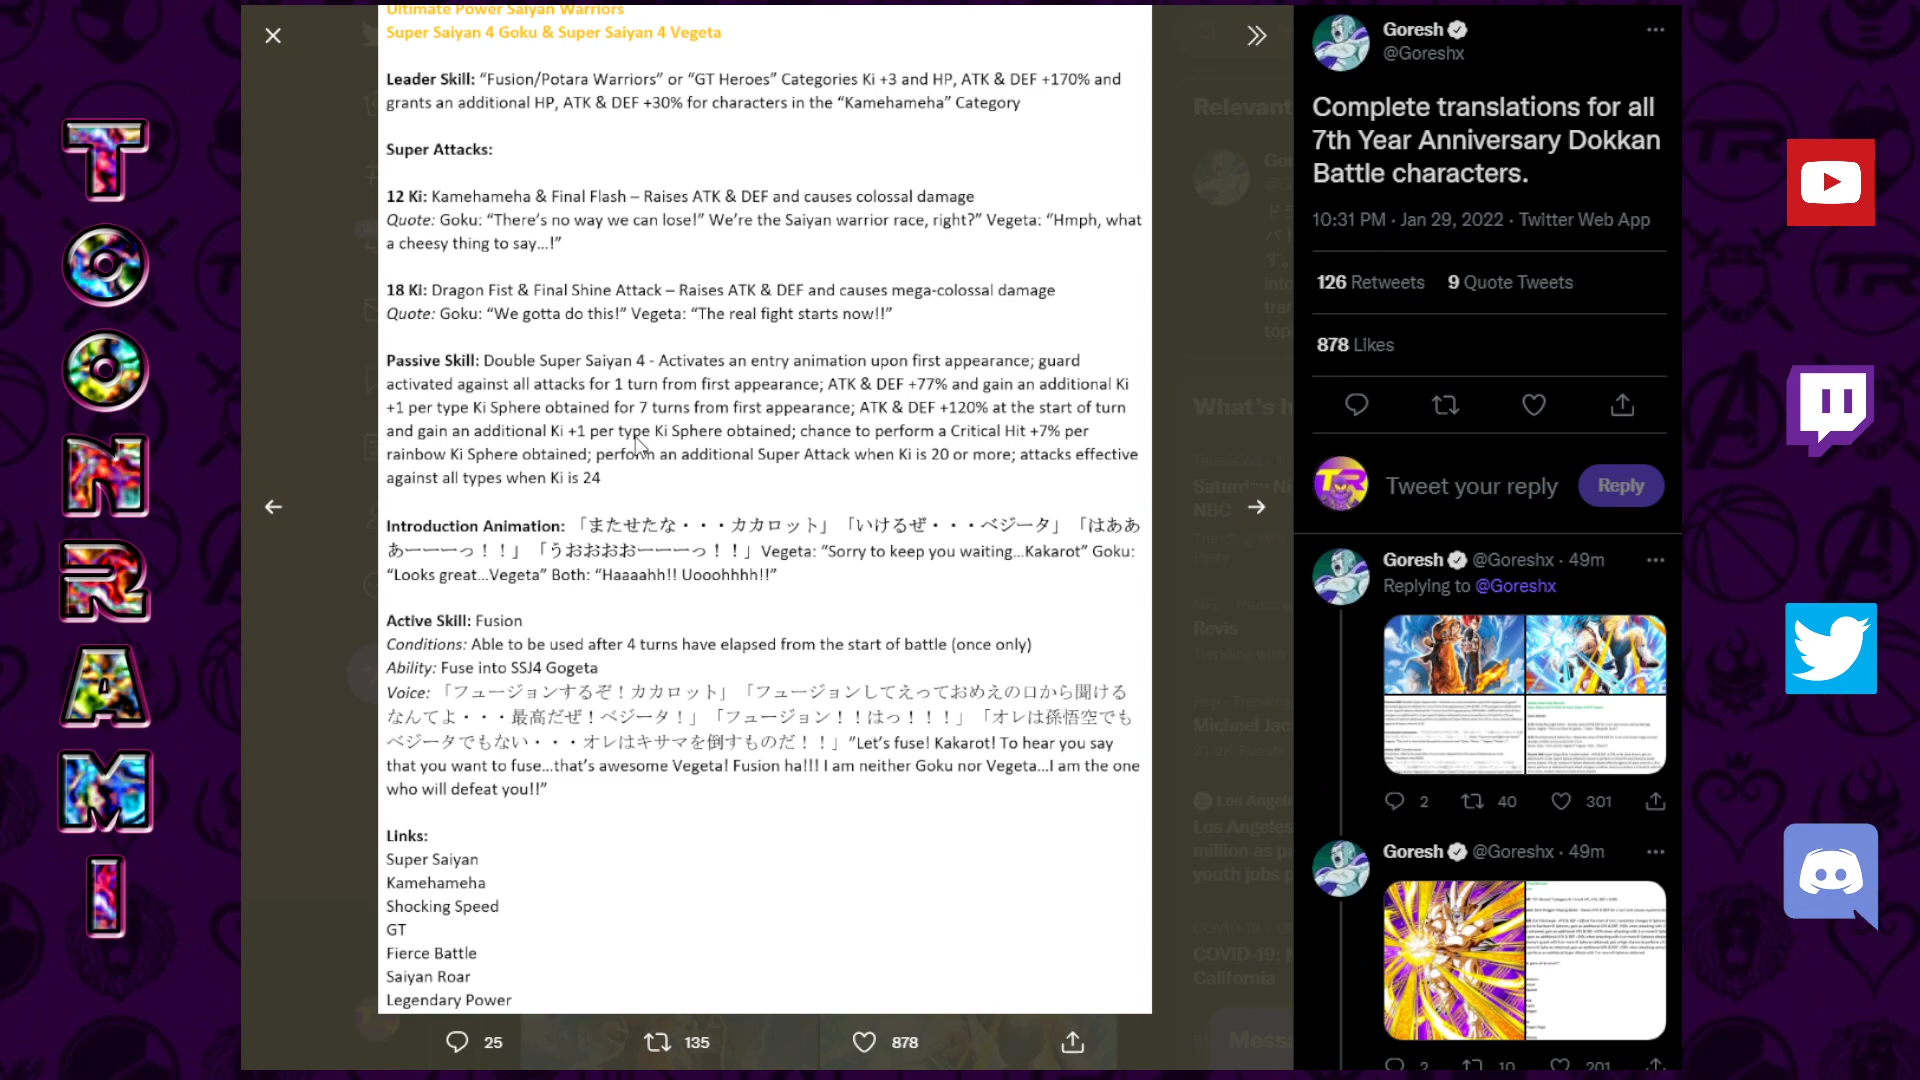 TOONRAMI
Ultimate Power Saiyan Warriors
Super Saiyan 4 Goku & Super Saiyan 4 Vegeta
Leader Skill: “Fusion/Potara Warriors” or “GT Heroes” Categories Ki +3 and HP, ATK & DEF +170% and
grants an additional HP, ATK & DEF +30% for characters in the “Kamehameha” Category
Super Attacks:
12 Ki: Kamehameha & Final Flash – Raises ATK & DEF and causes colossal damage
Quote: Goku: “There’s no way we can lose!” We’re the Saiyan warrior race, right?” Vegeta: “Hmph, what
a cheesy thing to say…!”
18 Ki: Dragon Fist & Final Shine Attack – Raises ATK & DEF and causes mega-colossal damage
Quote: Goku: “We gotta do this!” Vegeta: “The real fight starts now!!”
Passive Skill: Double Super Saiyan 4 - Activates an entry animation upon first appearance; guard
activated against all attacks for 1 turn from first appearance; ATK & DEF +77% and gain an additional Ki
+1 per type Ki Sphere obtained for 7 turns from first appearance; ATK & DEF +120% at the start of turn
and gain an additional Ki +1 per type Ki Sphere obtained; chance to perform a Critical Hit +7% per
rainbow Ki Sphere obtained; perform an additional Super Attack when Ki is 20 or more; attacks effective
against all types when Ki is 24
Introduction Animation: 「またせたな・・・カカロット」「いけるぜ・・・ベジータ」「はああ
あーーーっ！！」「うおおおおーーーっ！！」Vegeta: “Sorry to keep you waiting…Kakarot” Goku:
“Looks great…Vegeta” Both: “Haaaahh!! Uooohhhh!!”
Active Skill: Fusion
Conditions: Able to be used after 4 turns have elapsed from the start of battle (once only)
Ability: Fuse into SSJ4 Gogeta
Voice: 「フュージョンするぞ！カカロット」「フュージョンしてえっておめえの口から聞ける
なんてよ・・・最高だぜ！ベジータ！」「フュージョン！！はっ！！！」「オレは孫悟空でも
ベジータでもない・・・オレはキサマを倒すものだ！！」”Let’s fuse! Kakarot! To hear you say
that you want to fuse…that’s awesome Vegeta! Fusion ha!!! I am neither Goku nor Vegeta…I am the one
who will defeat you!!”
Links:
Super Saiyan
Kamehameha
Shocking Speed
GT
Fierce Battle
Saiyan Roar
Legendary Power
25
135
878
Relevant
What’s h
NBC
Revis
Michael Jac
Los Angel
Los Angeles
million as p
youth jobs p
COVID-19: 
California
Mess
Goresh
@Goreshx
Complete translations for all
7th Year Anniversary Dokkan
Battle characters.
10:31 PM · Jan 29, 2022 · Twitter Web App
126 Retweets 9 Quote Tweets
878 Likes
TR
Tweet your reply
Reply
Goresh @Goreshx · 49m
Replying to @Goreshx
2
40
301
Goresh @Goreshx · 49m
2
10
201